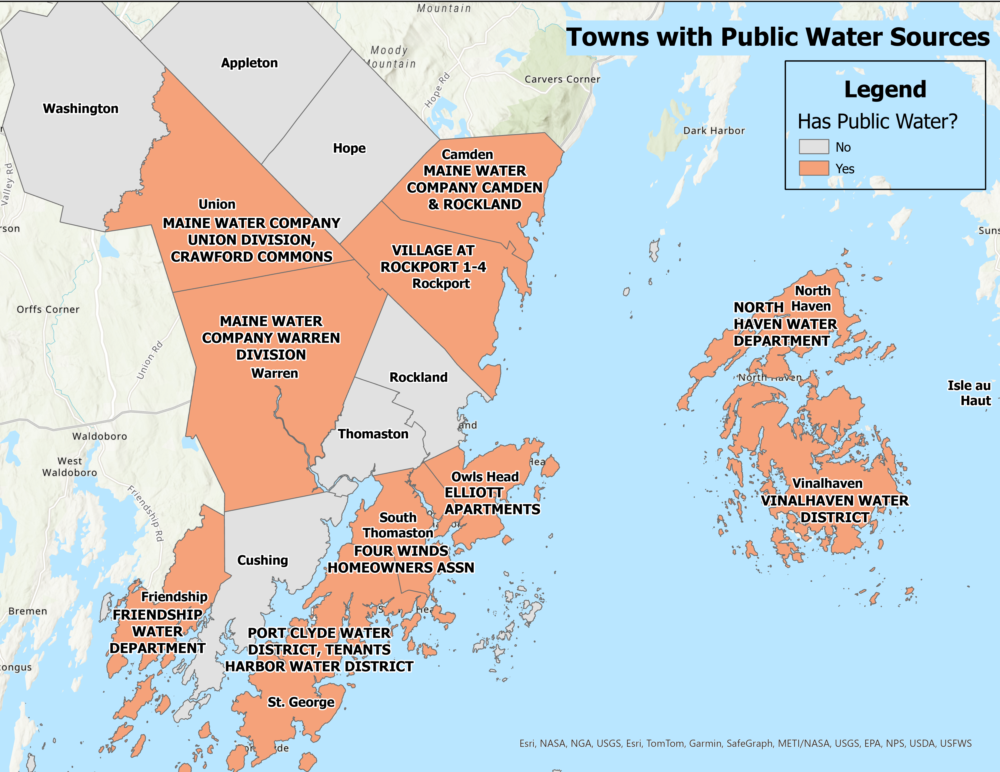 Towns with Public Water Sources
Legend
Has Public Water?
No
Yes
Mountain
Moody
Mountain
Hope Rd
Carvers Corner
Dark Harbor
Appleton
Washington
Hope
Valley Rd
Camden
MAINE WATER
COMPANY CAMDEN
& ROCKLAND
Union
MAINE WATER COMPANY
UNION DIVISION,
CRAWFORD COMMONS
VILLAGE AT
ROCKPORT 1-4
Rockport
North
Haven
NORTH
HAVEN WATER
DEPARTMENT
North Haven
Isle au
Haut
Orffs Corner
Union Rd
MAINE WATER
COMPANY WARREN
DIVISION
Warren
Rockland
Thomaston
Waldoboro
West
Waldoboro
Friendship Rd
Owls Head
ELLIOTT
APARTMENTS
Vinalhaven
VINALHAVEN WATER
DISTRICT
South
Thomaston
FOUR WINDS
HOMEOWNERS ASSN
Cushing
Friendship
FRIENDSHIP
WATER
DEPARTMENT
Bremen
PORT CLYDE WATER
DISTRICT, TENANTS
HARBOR WATER DISTRICT
St. George
Esri, NASA, NGA, USGS, Esri, TomTom, Garmin, SafeGraph, METI/NASA, USGS, EPA, NPS, USDA, USFWS